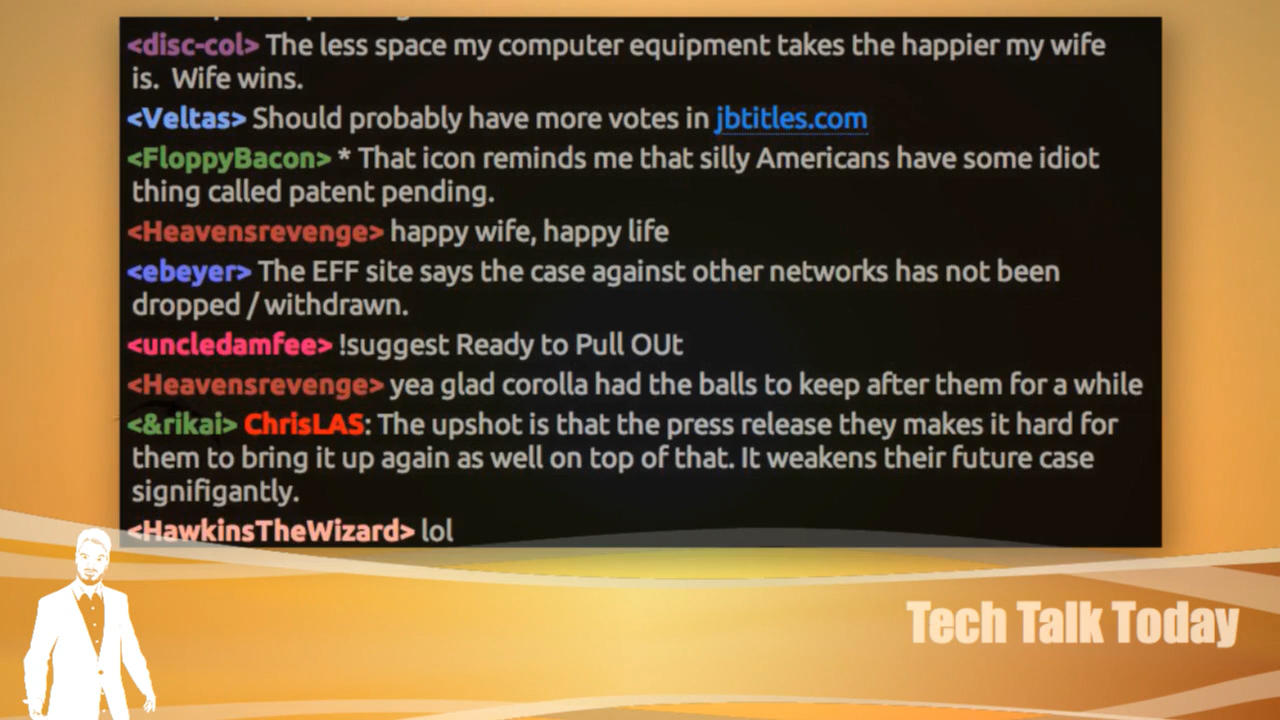 <disc-col> The less space my computer equipment takes the happier my wife
is.  Wife wins.
<Veltas> Should probably have more votes in jbtitles.com
<FloppyBacon> * That icon reminds me that silly Americans have some idiot
thing called patent pending.
<Heavensrevenge> happy wife, happy life
<ebeyer> The EFF site says the case against other networks has not been
dropped / withdrawn.
<uncledamfee> !suggest Ready to Pull OUt
<Heavensrevenge> yea glad corolla had the balls to keep after them for a while
<&rikai> ChrisLAS: The upshot is that the press release they makes it hard for
them to bring it up again as well on top of that. It weakens their future case
signifigantly.
<HawkinsTheWizard> lol
Tech Talk Today